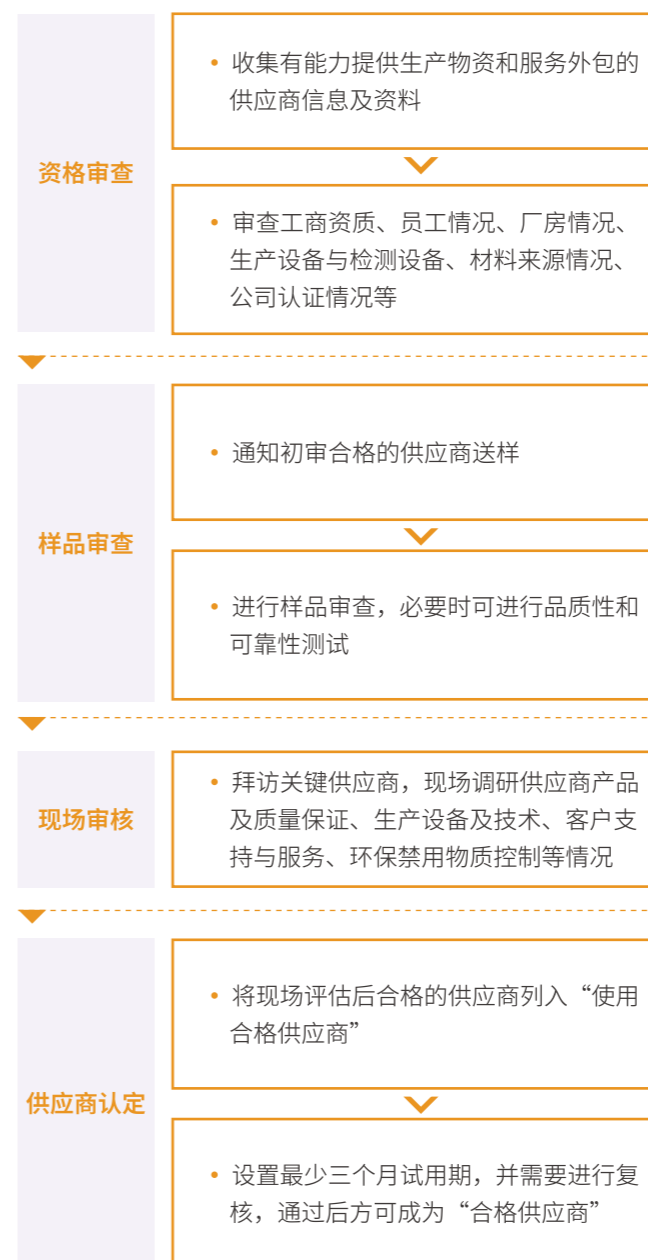 资格审查
• 收集有能力提供生产物资和服务外包的
供应商信息及资料
• 审查工商资质、员工情况、厂房情况、
生产设备与检测设备、材料来源情况、
公司认证情况等
样品审查
• 通知初审合格的供应商送样
• 进行样品审查，必要时可进行品质性和
可靠性测试
现场审核
• 拜访关键供应商，现场调研供应商产品
及质量保证、生产设备及技术、客户支
持与服务、环保禁用物质控制等情况
供应商认定
• 将现场评估后合格的供应商列入“使用
合格供应商”
• 设置最少三个月试用期，并需要进行复
核，通过后方可成为“合格供应商”